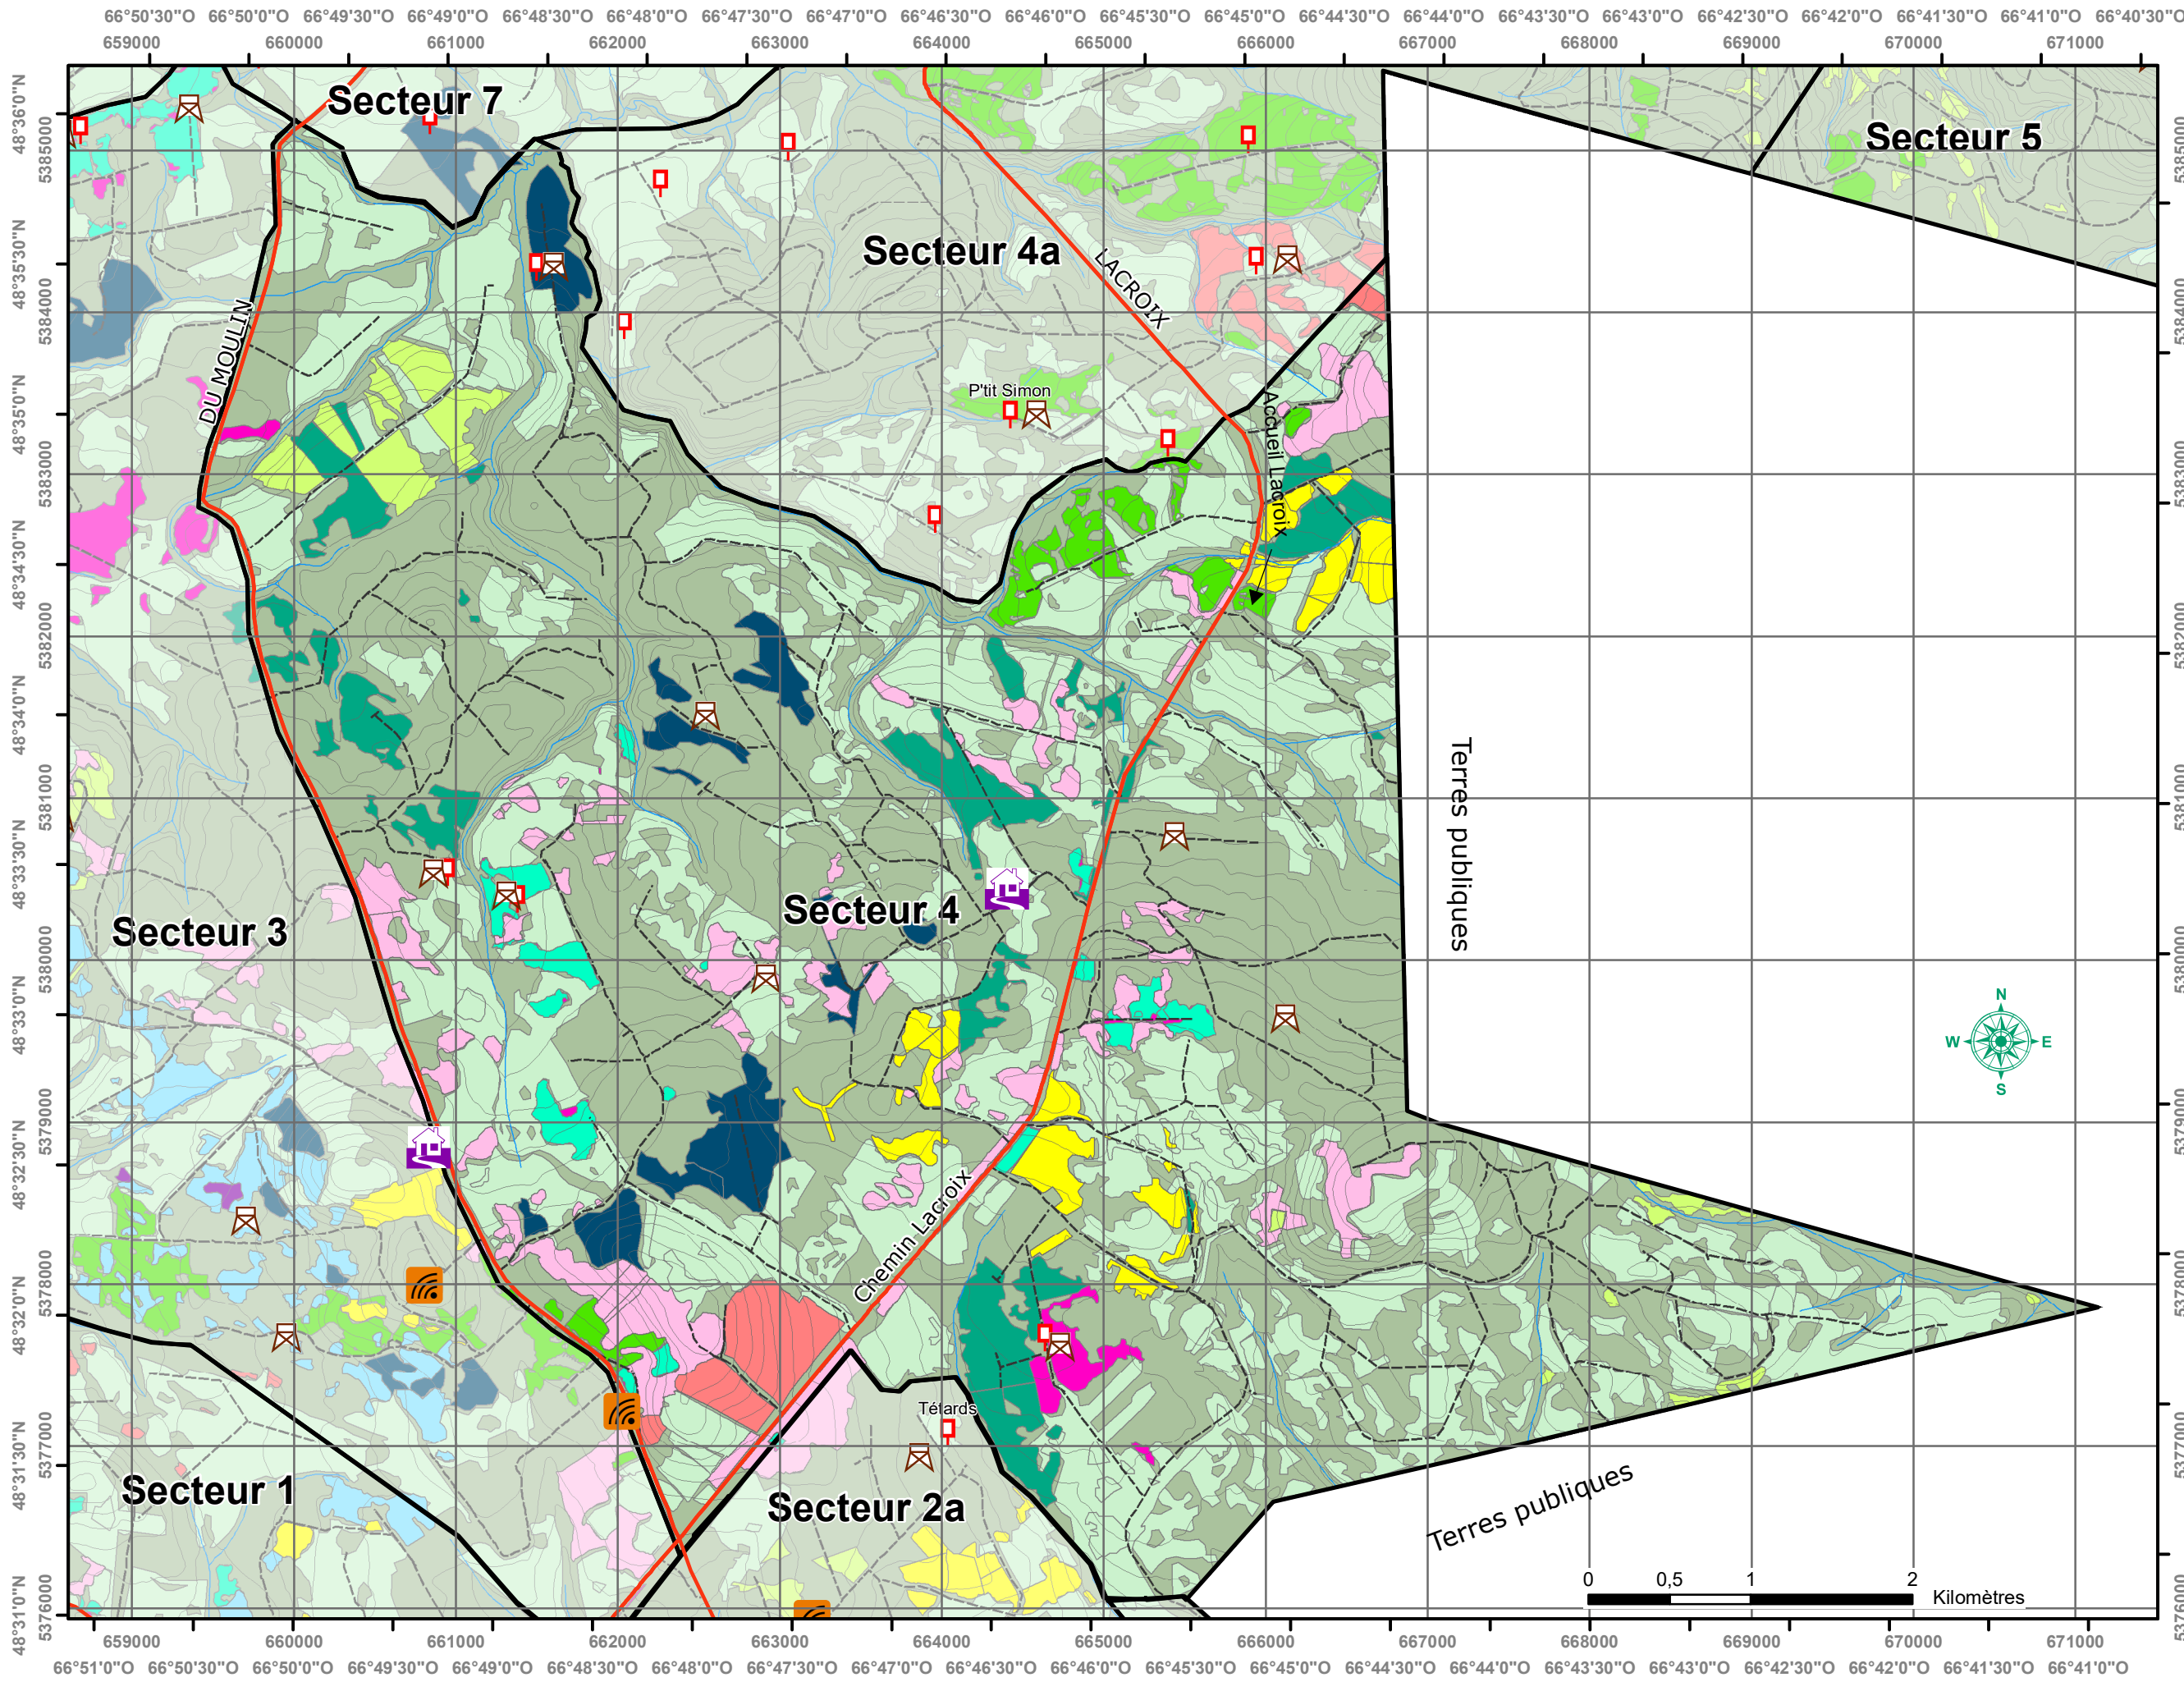 66°50'30"O 66°50'0"O 66°49'30"O 66°49'0"O 66°48'30"O 66°48'0"O 66°47'30"O 66°47'0"O 66°46'30"O 66°46'0"O 66°45'30"O 66°45'0"O 66°44'30"O 66°44'0"O 66°43'30"O 66°43'0"O 66°42'30"O 66°42'0"O 66°41'30"O 66°41'0"O 66°40'30"O
659000 660000 661000 662000 663000 664000 665000 666000 667000 668000 669000 670000 671000
48°36'0"N
48°35'30"N
48°35'0"N
48°34'30"N
48°34'0"N
48°33'30"N
48°33'0"N
48°32'30"N
48°32'0"N
48°31'30"N
48°31'0"N
5385000
5384000
5383000
5382000
5381000
5380000
5379000
5378000
5377000
5376000
Secteur 7
Secteur 5
Secteur 4a
LACROIX
DU MOULIN
P'tit Simon
Accueil Lacroix
Terres publiques
Secteur 4
Secteur 3
N
W E
S
Chemin Lacroix
Tétards
Secteur 1
Secteur 2a
Terres publiques
0 0,5 1 2
Kilomètres
5385000
5384000
5383000
5382000
5381000
5380000
5379000
5378000
5377000
5376000
659000 660000 661000 662000 663000 664000 665000 666000 667000 668000 669000 670000 671000
66°51'0"O 66°50'30"O 66°50'0"O 66°49'30"O 66°49'0"O 66°48'30"O 66°48'0"O 66°47'30"O 66°47'0"O 66°46'30"O 66°46'0"O 66°45'30"O 66°45'0"O 66°44'30"O 66°44'0"O 66°43'30"O 66°43'0"O 66°42'30"O 66°42'0"O 66°41'30"O 66°41'0"O